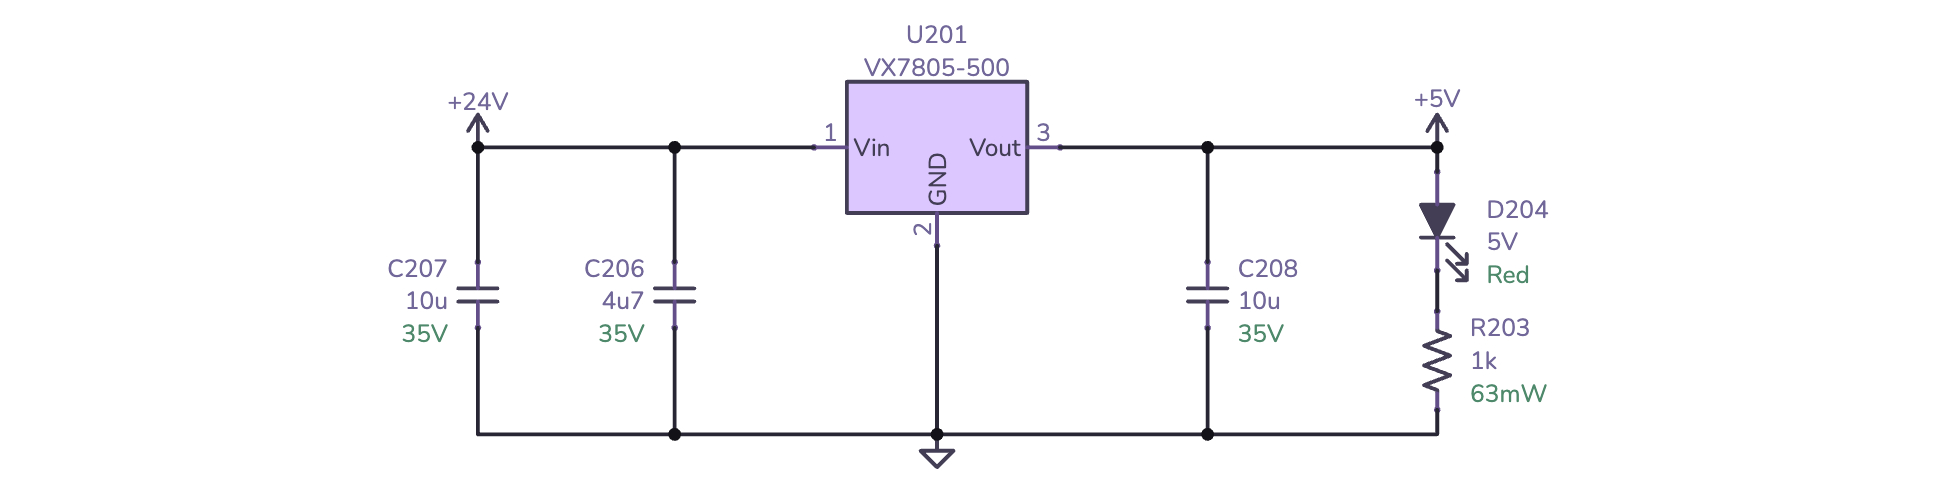 U201
VX7805-500
+24V
+5V
1
Vin
GND
2
Vout
3
C207
10u
35V
C206
4u7
35V
C208
10u
35V
D204
5V
Red
R203
1k
63mW